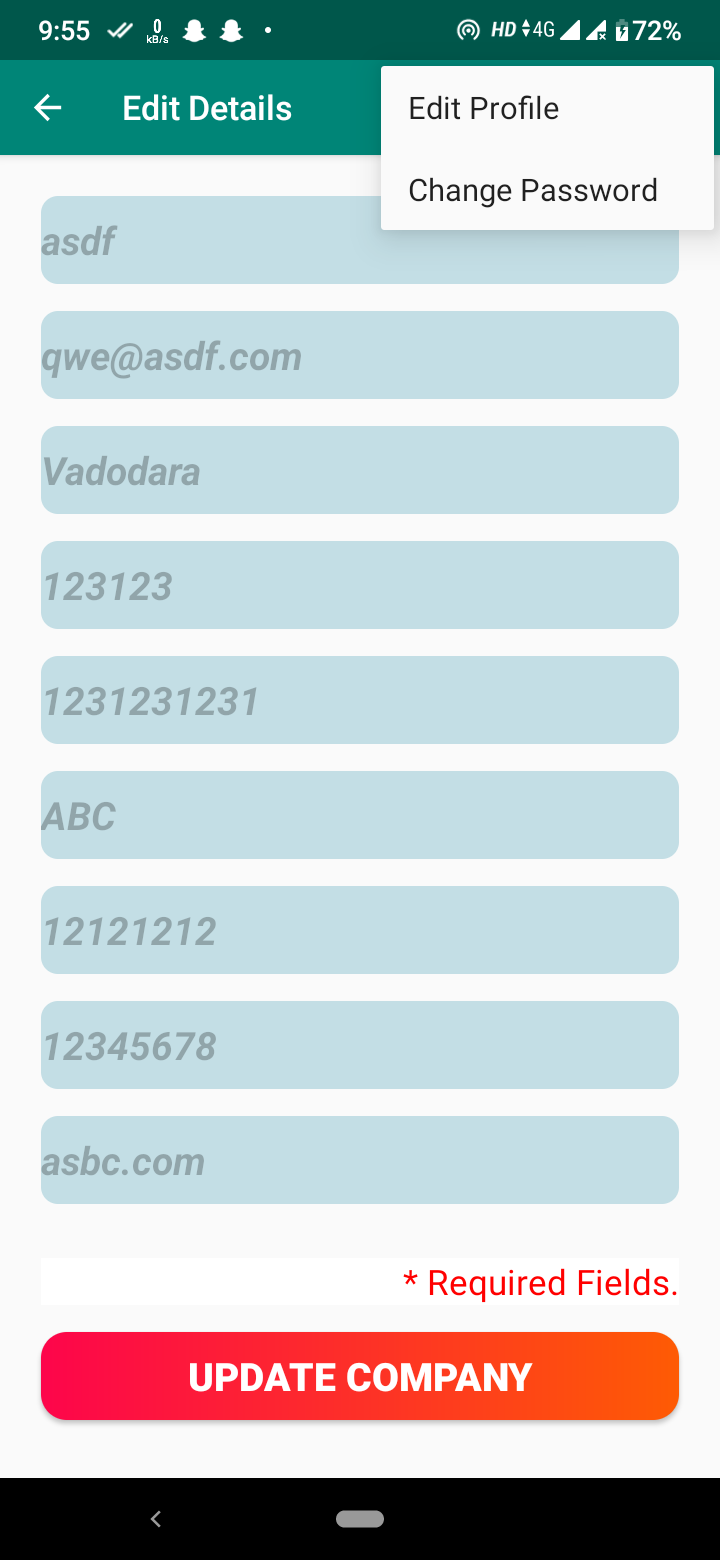 9:55 0 kB/s HD 4G 72%
Edit Details
Edit Profile
Change Password
asdf
qwe@asdf.com
Vadodara
123123
1231231231
ABC
12121212
12345678
asbc.com
* Required Fields.
UPDATE COMPANY